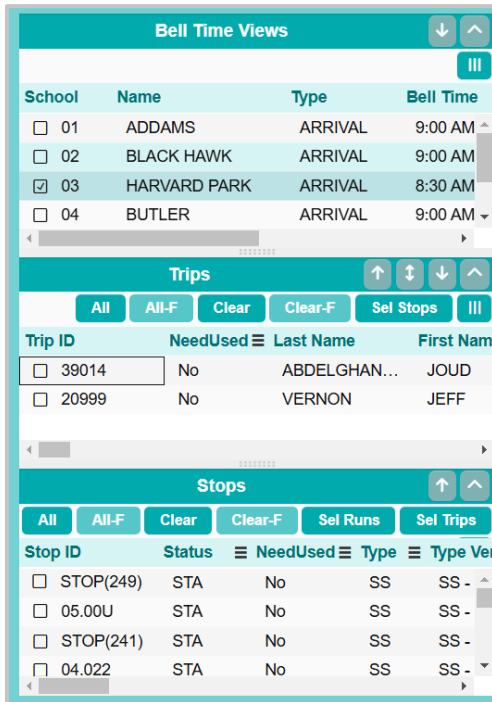 Bell Time Views
School Name Type Bell Time
01 ADDAMS ARRIVAL 9:00 AM
02 BLACK HAWK ARRIVAL 9:00 AM
03 HARVARD PARK ARRIVAL 8:30 AM
04 BUTLER ARRIVAL 9:00 AM
Trips
All All-F Clear Clear-F Sel Stops
Trip ID NeedUsed Last Name First Nam
39014 No ABDELGHAN... JOUD
20999 No VERNON JEFF
Stops
All All-F Clear Clear-F Sel Runs Sel Trips
Stop ID Status NeedUsed Type Type Ver
STOP(249) STA No SS SS -
05.00U STA No SS SS -
STOP(241) STA No SS SS -
04.022 STA No SS SS -